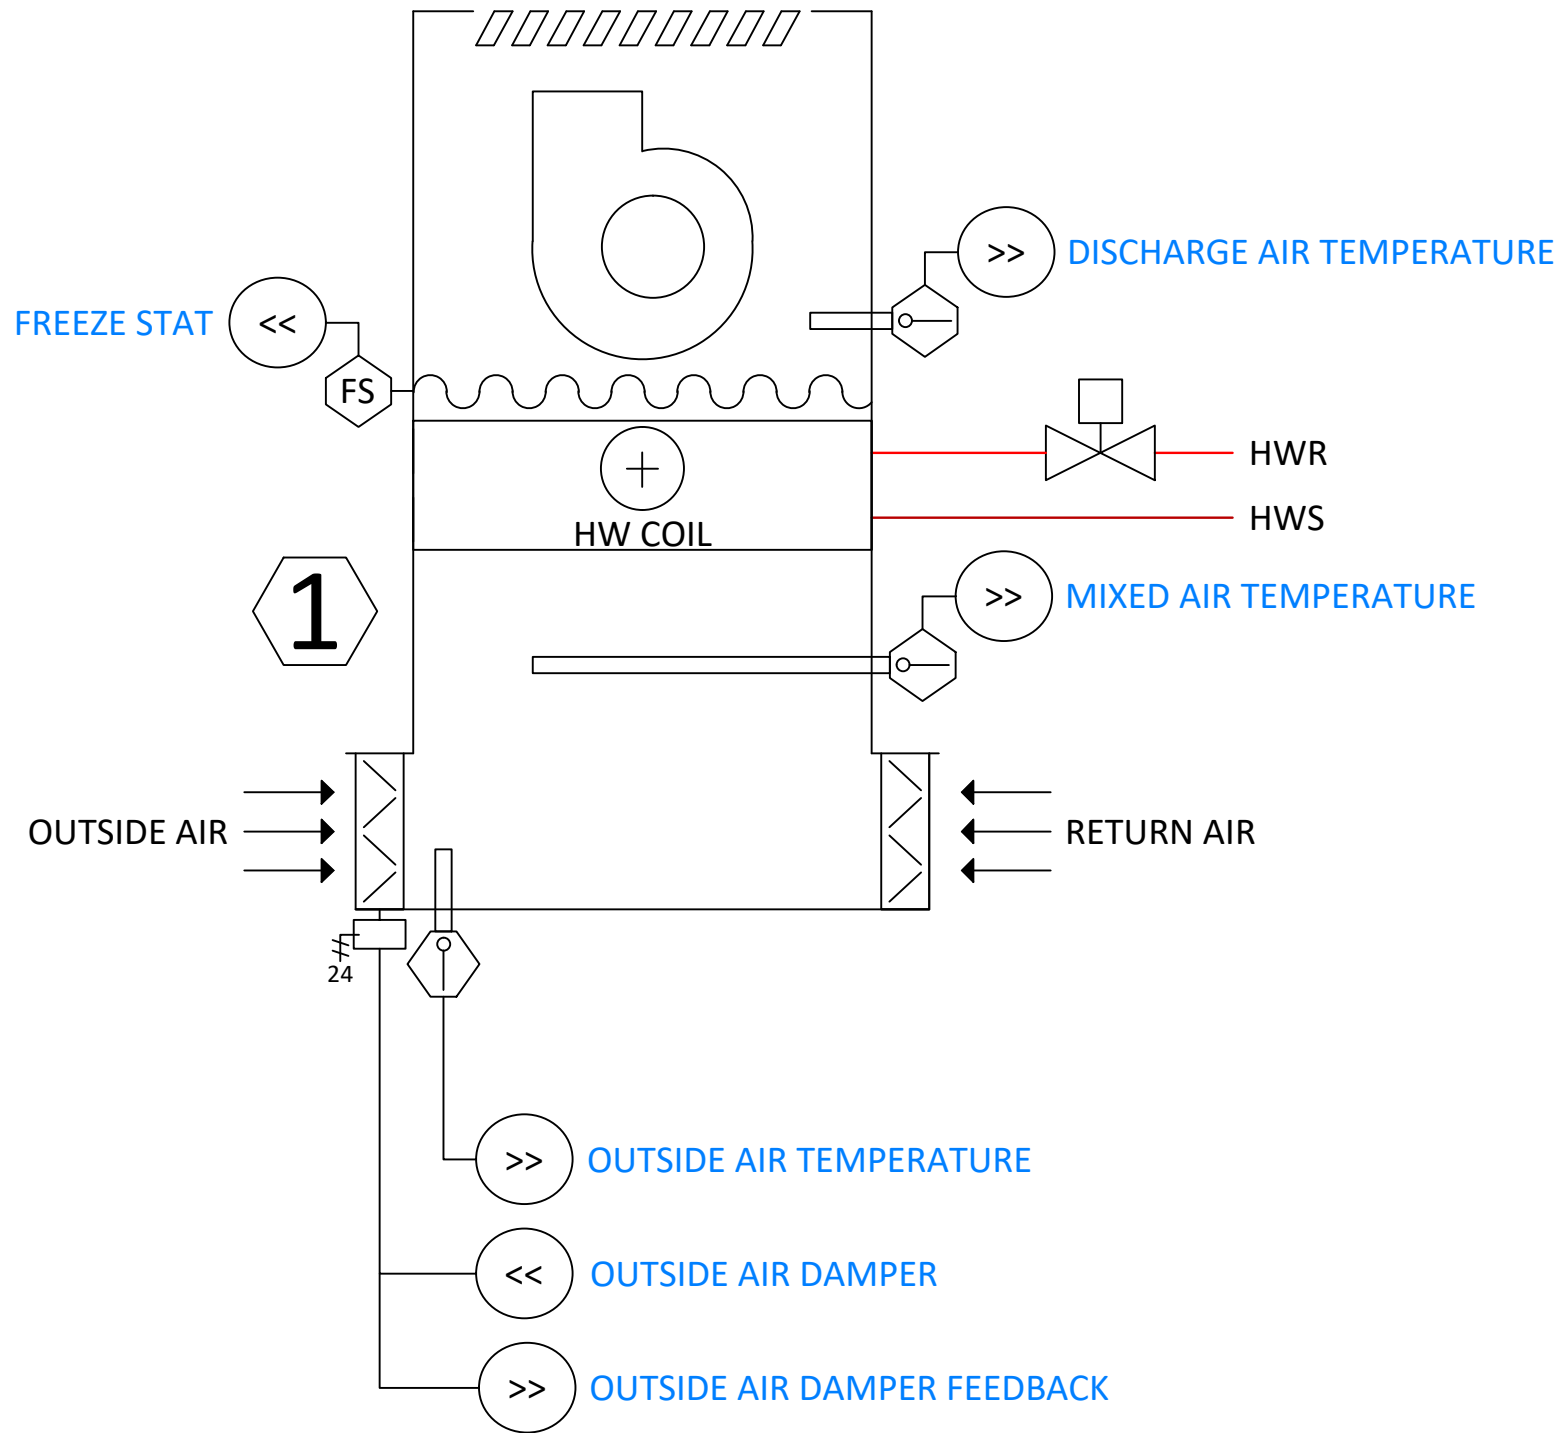 >> DISCHARGE AIR TEMPERATURE
FREEZE STAT <<
FS
HWR
HW COIL
HWS
1
>> MIXED AIR TEMPERATURE
OUTSIDE AIR
RETURN AIR
24
>> OUTSIDE AIR TEMPERATURE
<< OUTSIDE AIR DAMPER
>> OUTSIDE AIR DAMPER FEEDBACK